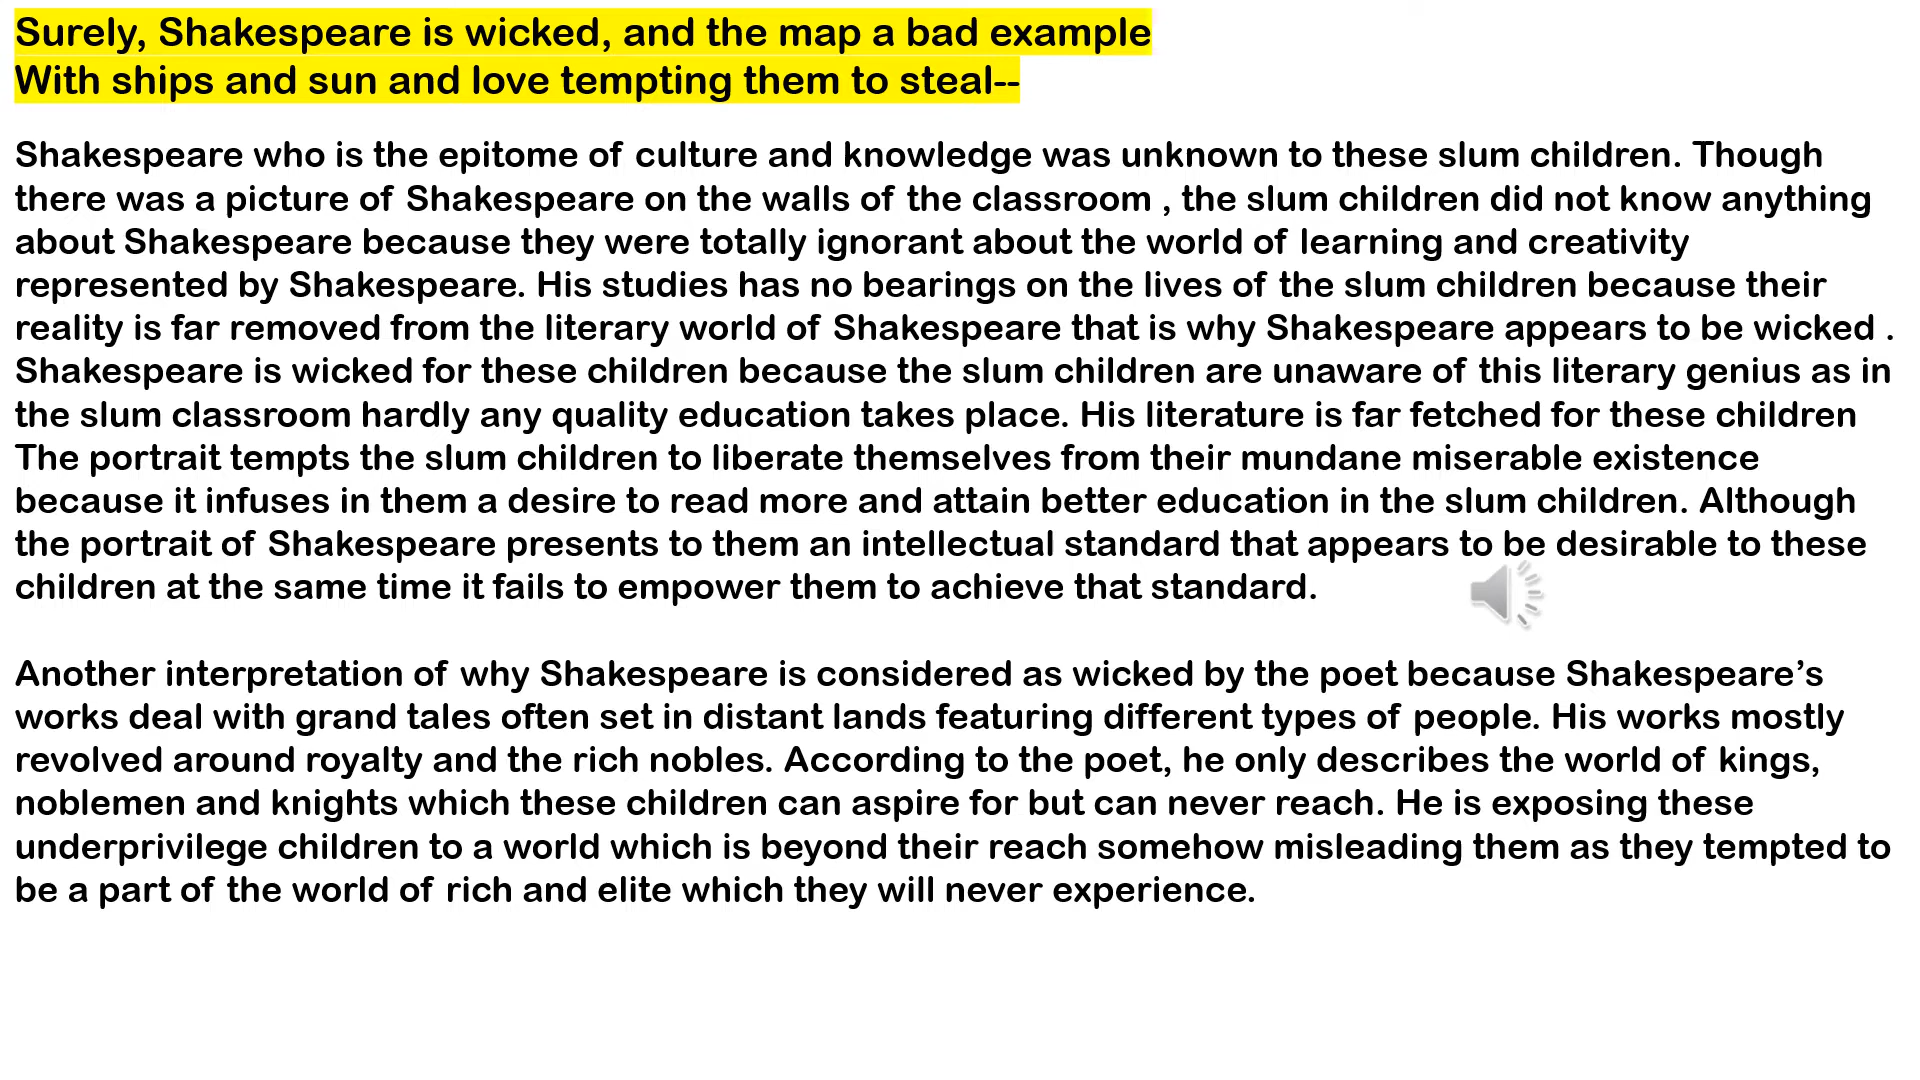 Surely, Shakespeare is wicked, and the map a bad example
With ships and sun and love tempting them to steal--
Shakespeare who is the epitome of culture and knowledge was unknown to these slum children. Though
there was a picture of Shakespeare on the walls of the classroom , the slum children did not know anything
about Shakespeare because they were totally ignorant about the world of learning and creativity
represented by Shakespeare. His studies has no bearings on the lives of the slum children because their
reality is far removed from the literary world of Shakespeare that is why Shakespeare appears to be wicked .
Shakespeare is wicked for these children because the slum children are unaware of this literary genius as in
the slum classroom hardly any quality education takes place. His literature is far fetched for these children
The portrait tempts the slum children to liberate themselves from their mundane miserable existence
because it infuses in them a desire to read more and attain better education in the slum children. Although
the portrait of Shakespeare presents to them an intellectual standard that appears to be desirable to these
children at the same time it fails to empower them to achieve that standard.
Another interpretation of why Shakespeare is considered as wicked by the poet because Shakespeare’s
works deal with grand tales often set in distant lands featuring different types of people. His works mostly
revolved around royalty and the rich nobles. According to the poet, he only describes the world of kings,
noblemen and knights which these children can aspire for but can never reach. He is exposing these
underprivilege children to a world which is beyond their reach somehow misleading them as they tempted to
be a part of the world of rich and elite which they will never experience.